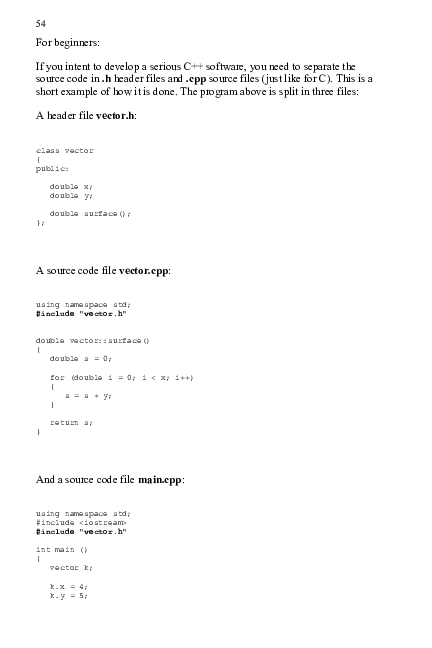 54
For beginners:
If you intent to develop a serious C++ software, you need to separate the
source code in .h header files and .cpp source files (just like for C). This is a
short example of how it is done. The program above is split in three files:
A header file vector.h:
class vector
{
public:
double x;
double y;
double surface();
};
A source code file vector.cpp:
using namespace std;
#include "vector.h"
double vector::surface()
{
double s = 0;
for (double i = 0; i < x; i++)
{
s = s + y;
}
return s;
}
And a source code file main.cpp:
using namespace std;
#include <iostream>
#include "vector.h"
int main ()
{
vector k;
k.x = 4;
k.y = 5;